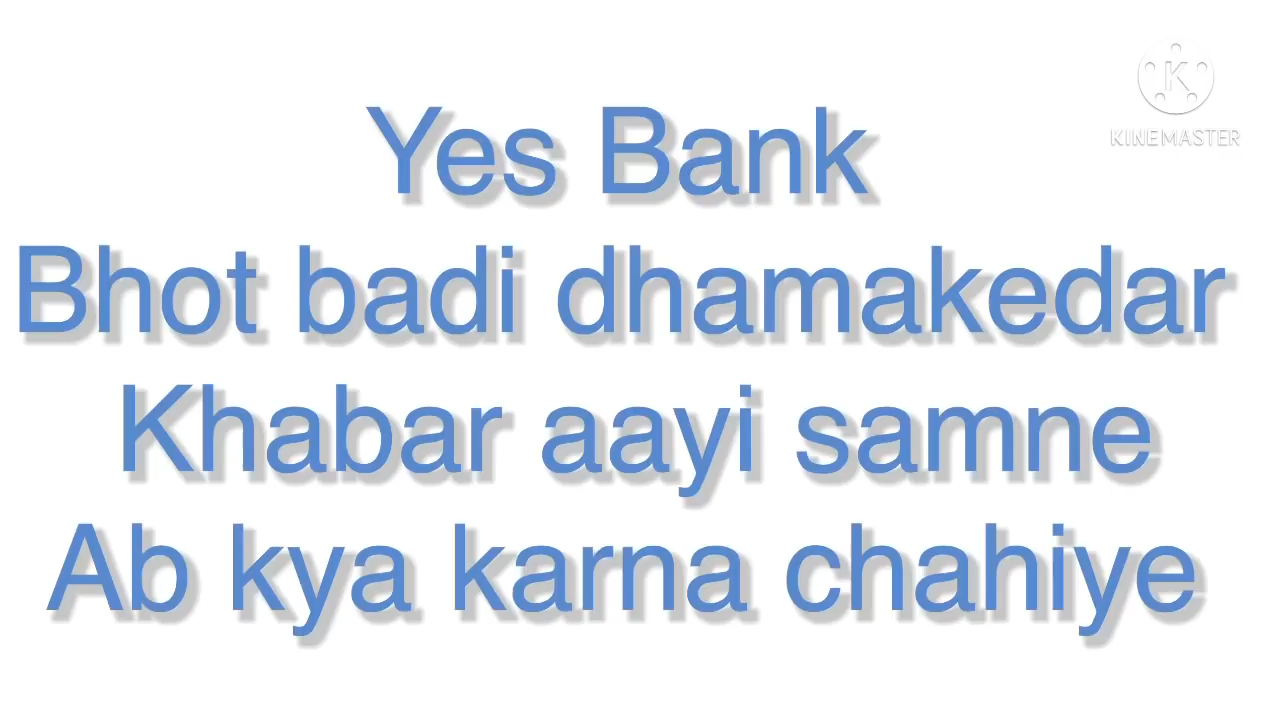 K
KINEMASTER
Yes Bank
Bhot badi dhamakedar
Khabar aayi samne
Ab kya karna chahiye